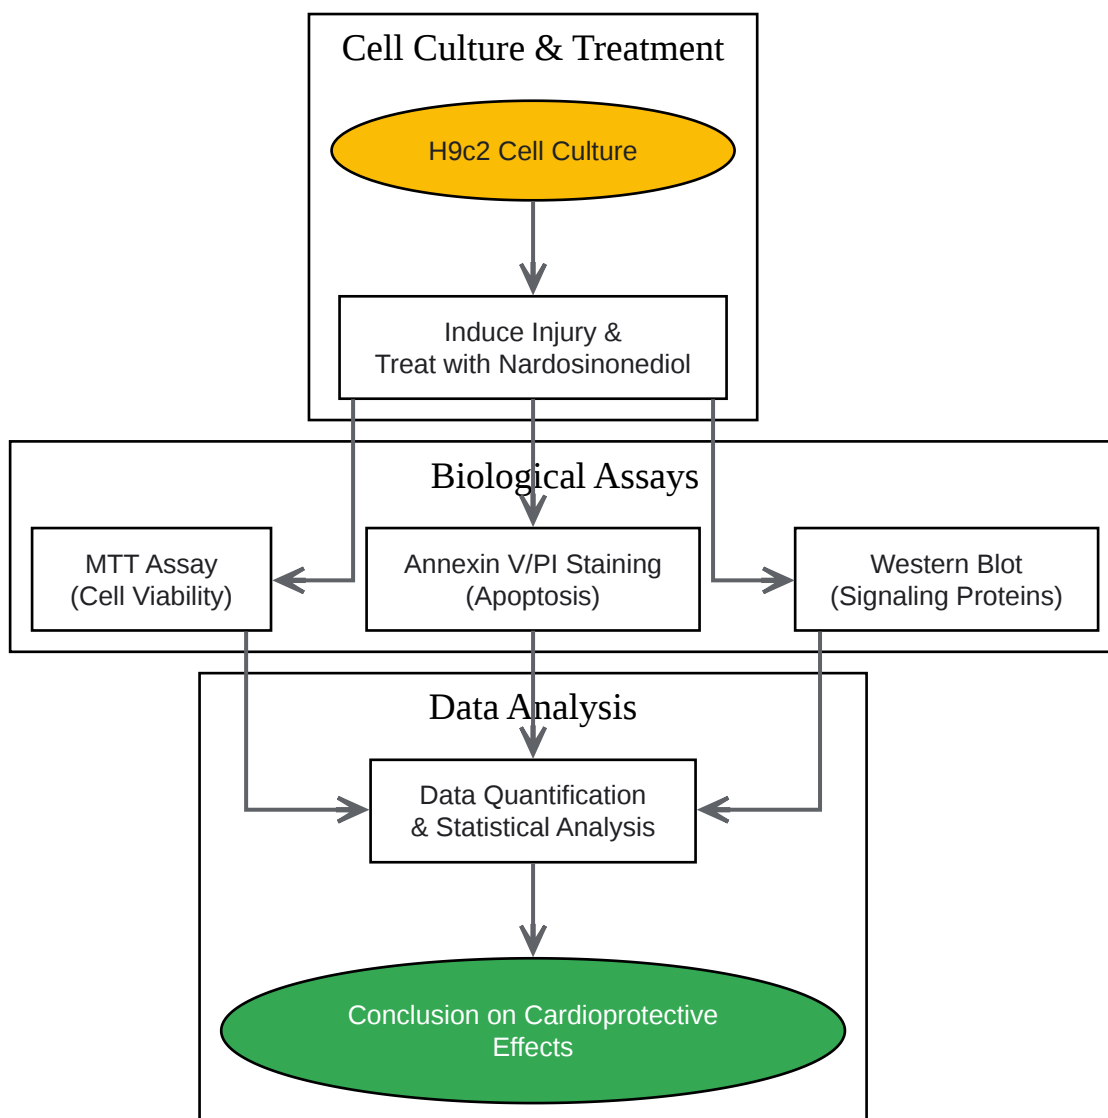 Cell Culture & Treatment
H9c2 Cell Culture
Induce Injury &
Treat with Nardosinonediol
Biological Assays
MTT Assay
(Cell Viability)
Annexin V/PI Staining
(Apoptosis)
Western Blot
(Signaling Proteins)
Data Analysis
Data Quantification
& Statistical Analysis
Conclusion on Cardioprotective
Effects